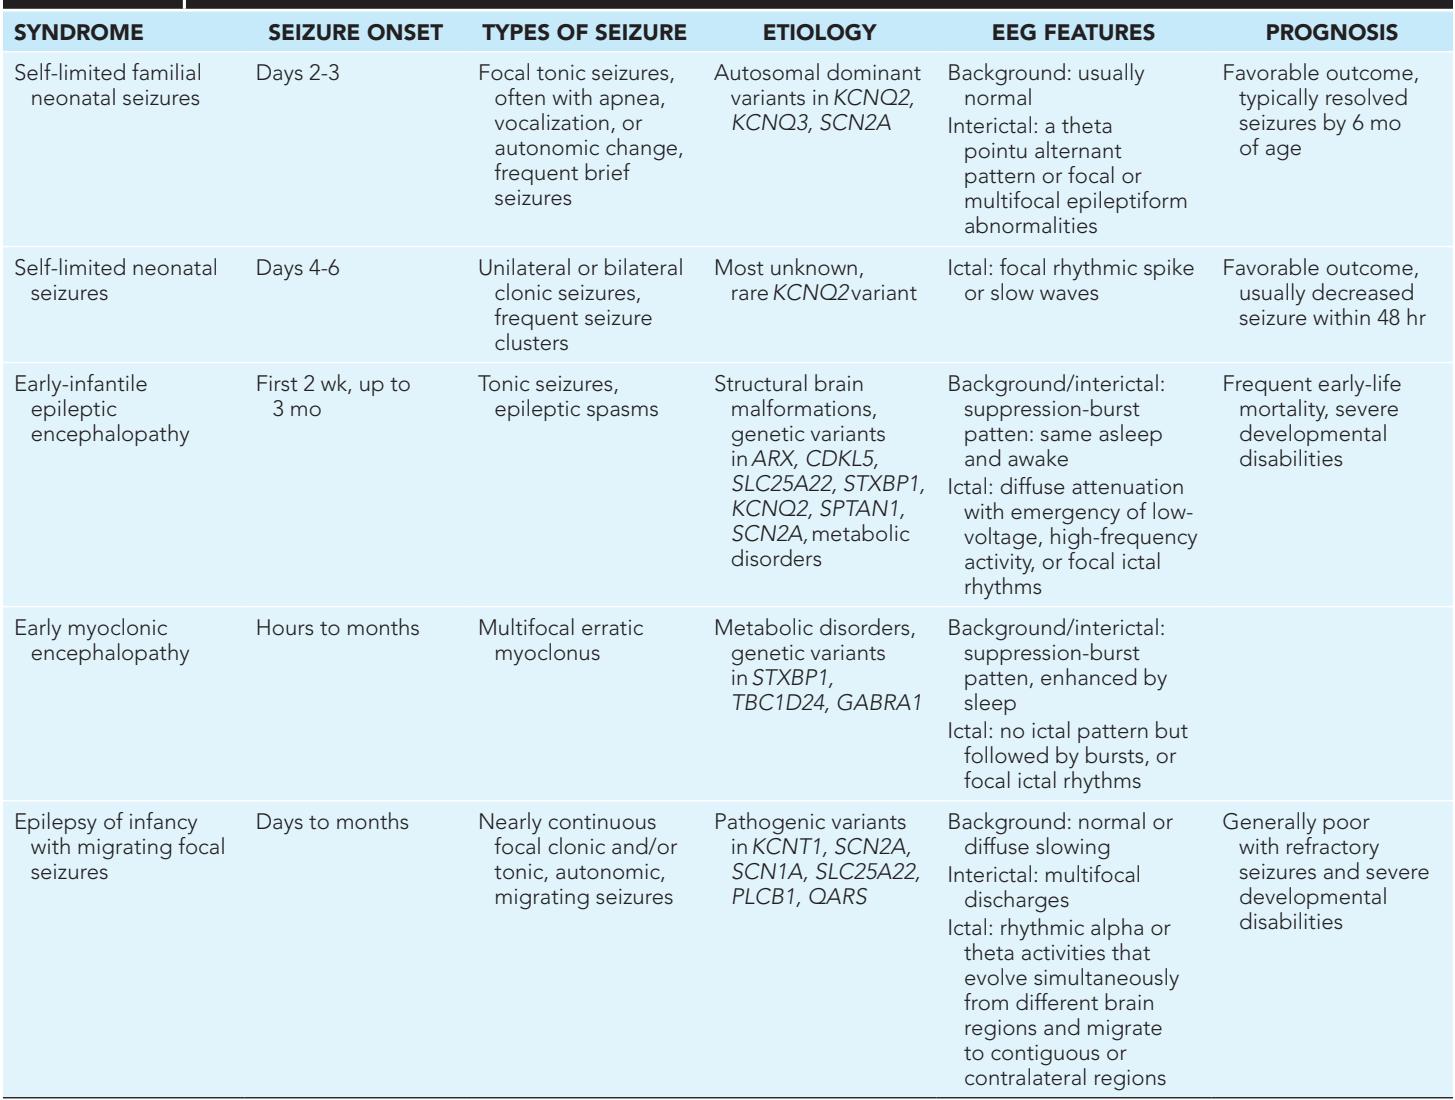 SYNDROME SEIZURE ONSET TYPES OF SEIZURE ETIOLOGY EEG FEATURES PROGNOSIS
Self-limited familial
neonatal seizures
Days 2-3
Focal tonic seizures,
often with apnea,
vocalization, or
autonomic change,
frequent brief
seizures
Autosomal dominant
variants in KCNQ2,
KCNQ3, SCN2A
Background: usually
normal
Interictal: a theta
pointu alternant
pattern or focal or
multifocal epileptiform
abnormalities
Favorable outcome,
typically resolved
seizures by 6 mo
of age
Self-limited neonatal
seizures
Days 4-6
Unilateral or bilateral
clonic seizures,
frequent seizure
clusters
Most unknown,
rare KCNQ2 variant
Ictal: focal rhythmic spike
or slow waves
Favorable outcome,
usually decreased
seizure within 48 hr
Early-infantile
epileptic
encephalopathy
First 2 wk, up to
3 mo
Tonic seizures,
epileptic spasms
Structural brain
malformations,
genetic variants
in ARX, CDKL5,
SLC25A22, STXBP1,
KCNQ2, SPTAN1,
SCN2A, metabolic
disorders
Background/interictal:
suppression-burst
patten: same asleep
and awake
Ictal: diffuse attenuation
with emergency of low-
voltage, high-frequency
activity, or focal ictal
rhythms
Frequent early-life
mortality, severe
developmental
disabilities
Early myoclonic
encephalopathy
Hours to months
Multifocal erratic
myoclonus
Metabolic disorders,
genetic variants
in STXBP1,
TBC1D24, GABRA1
Background/interictal:
suppression-burst
patten, enhanced by
sleep
Ictal: no ictal pattern but
followed by bursts, or
focal ictal rhythms
Epilepsy of infancy
with migrating focal
seizures
Days to months
Nearly continuous
focal clonic and/or
tonic, autonomic,
migrating seizures
Pathogenic variants
in KCNT1, SCN2A,
SCN1A, SLC25A22,
PLCB1, QARS
Background: normal or
diffuse slowing
Interictal: multifocal
discharges
Ictal: rhythmic alpha or
theta activities that
evolve simultaneously
from different brain
regions and migrate
to contiguous or
contralateral regions
Generally poor
with refractory
seizures and severe
developmental
disabilities